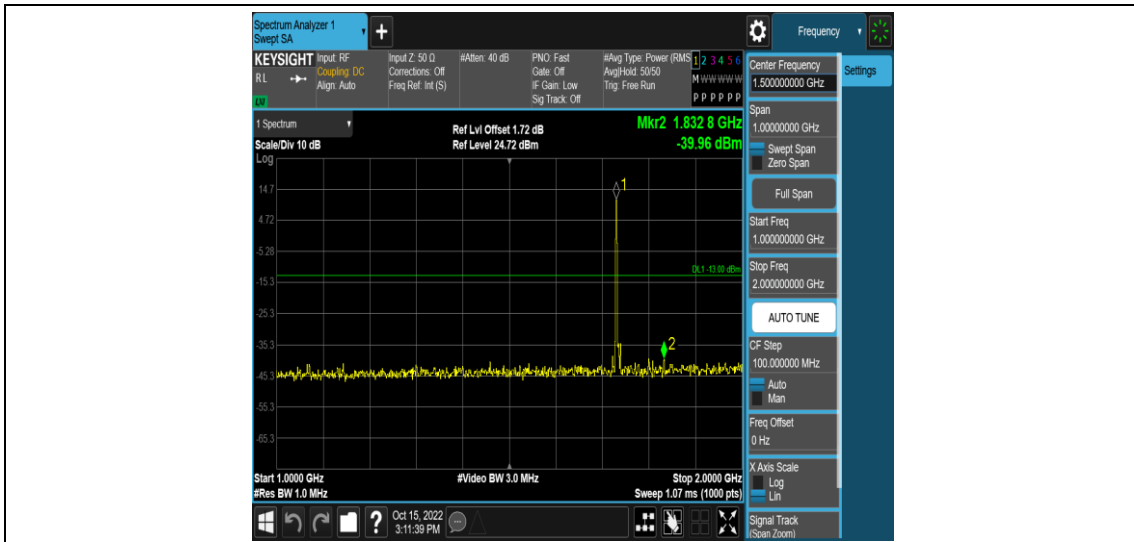 Spectrum Analyzer 1
Swept SA
+
Frequency
KEYSIGHT
RL
LXI
Input: RF
Coupling: DC
Align: Auto
Input Z: 50 Ω
Corrections: Off
Freq Ref: Int (S)
#Atten: 40 dB
PNO: Fast
Gate: Off
IF Gain: Low
Sig Track: Off
#Avg Type: Power (RMS
Avg|Hold: 50/50
Trig: Free Run
1 2 3 4 5 6
M W W W W W
P P P P P P
1 Spectrum
Scale/Div 10 dB
Log
Ref Lvl Offset 1.72 dB
Ref Level 24.72 dBm
Mkr2 1.832 8 GHz
-39.96 dBm
14.7
4.72
-5.28
-15.3
-25.3
-35.3
-45.3
-55.3
-65.3
1
DL1 -13.00 dBm
2
Start 1.0000 GHz
#Res BW 1.0 MHz
#Video BW 3.0 MHz
Stop 2.0000 GHz
Sweep 1.07 ms (1000 pts)
Oct 15, 2022
3:11:39 PM
Center Frequency
1.500000000 GHz
Settings
Span
1.00000000 GHz
Swept Span
Zero Span
Full Span
Start Freq
1.000000000 GHz
Stop Freq
2.000000000 GHz
AUTO TUNE
CF Step
100.000000 MHz
Auto
Man
Freq Offset
0 Hz
X Axis Scale
Log
Lin
Signal Track
(Span Zoom)